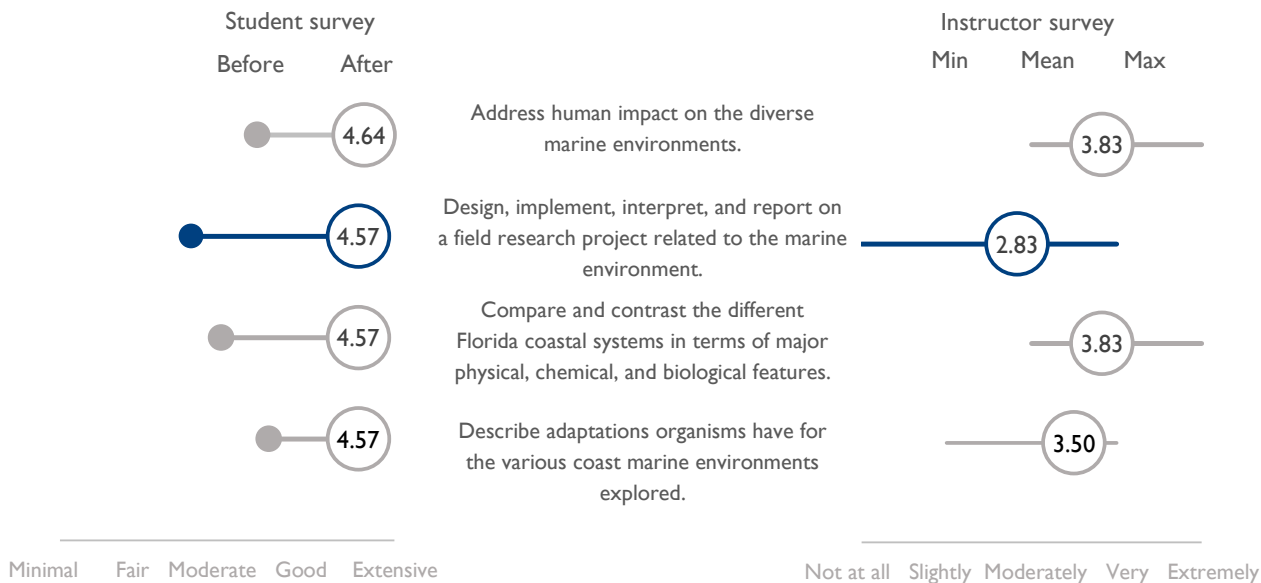 Student survey
Instructor survey
Before After
Min Mean Max
4.64
Address human impact on the diverse
marine environments.
3.83
4.57
Design, implement, interpret, and report on
a field research project related to the marine
environment.
2.83
4.57
Compare and contrast the different
Florida coastal systems in terms of major
physical, chemical, and biological features.
3.83
4.57
Describe adaptations organisms have for
the various coast marine environments
explored.
3.50
Minimal Fair Moderate Good Extensive
Not at all Slightly Moderately Very Extremely